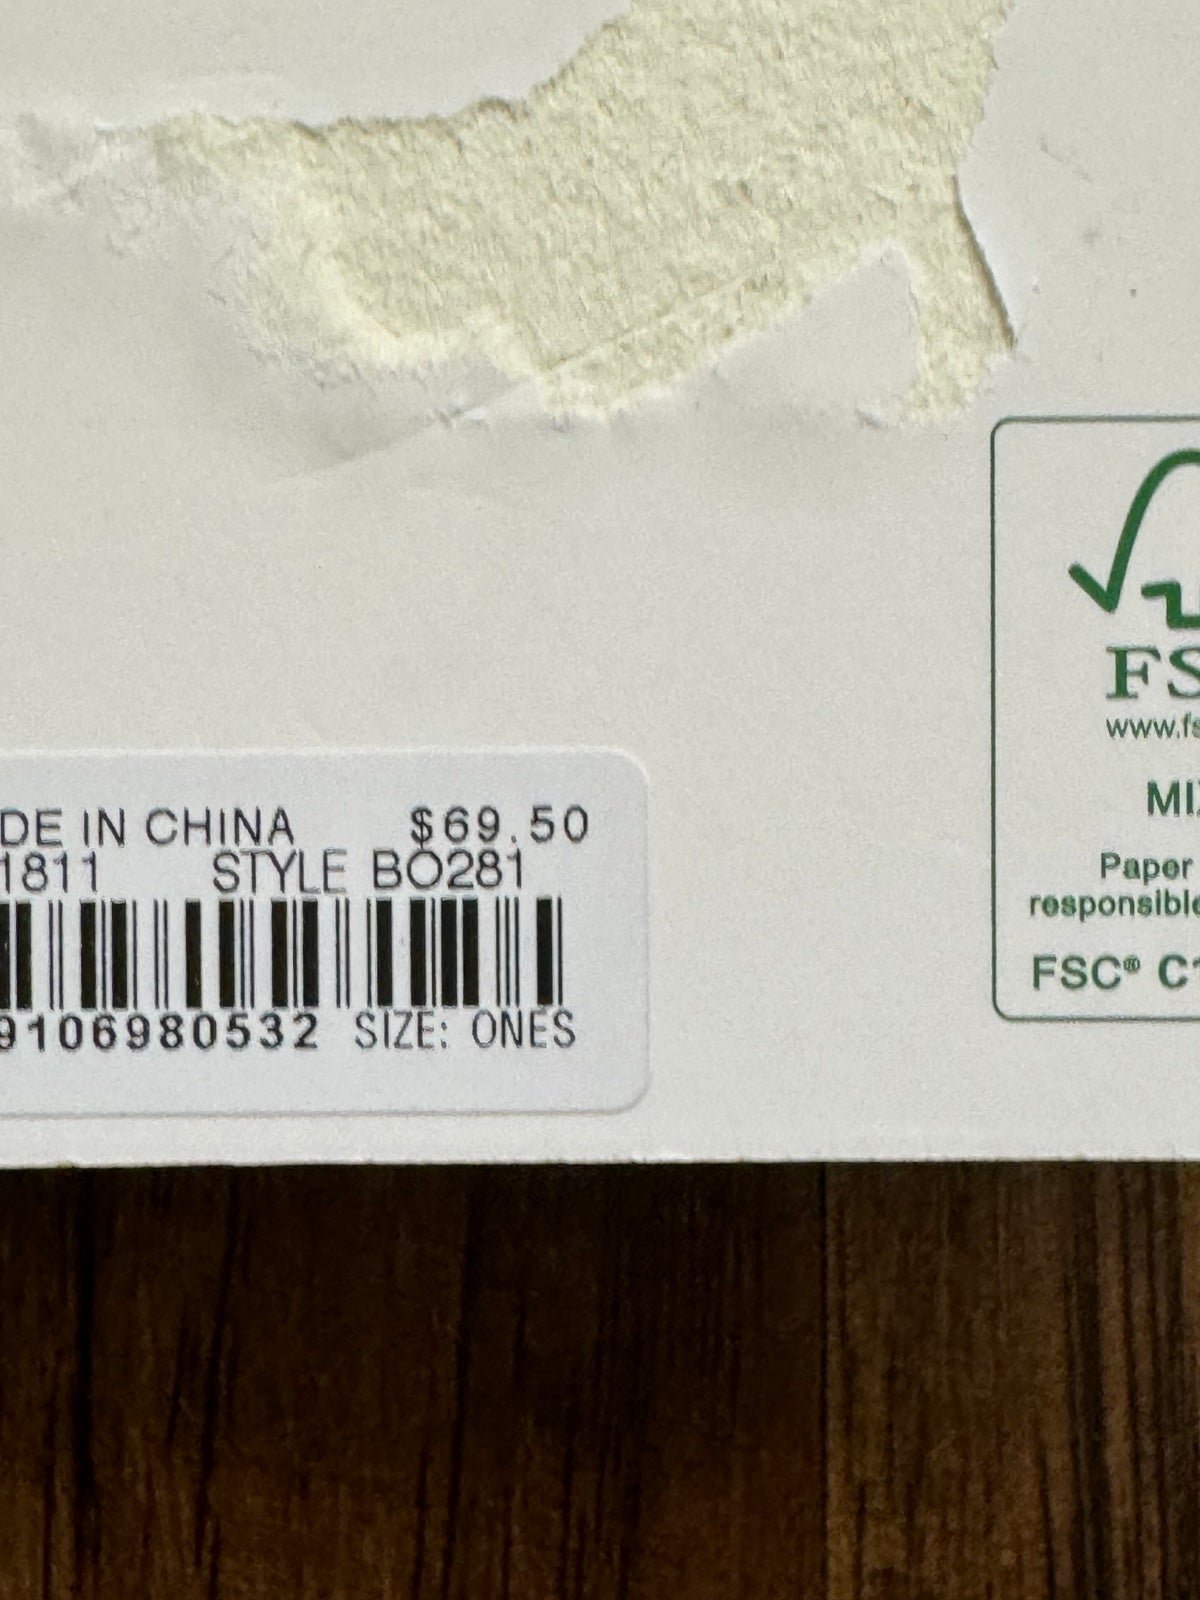 DE IN CHINA $69.50
1811 STYLE BO281
9106980532 SIZE: ONES
FS
www.fs
MI
Paper
responsible
FSC® C